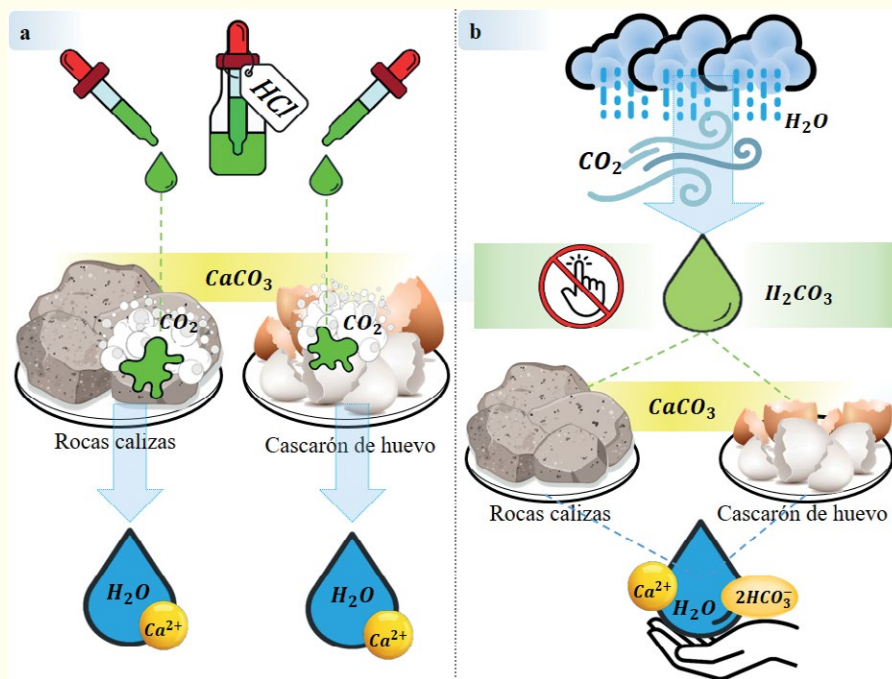 a
HCl
CaCO₃
CO₂
CO₂
Rocas calizas
Cascarón de huevo
H₂O
Ca²⁺
H₂O
Ca²⁺
b
H₂O
CO₂
H₂CO₃
CaCO₃
Rocas calizas
Cascarón de huevo
Ca²⁺
H₂O
2HCO₃⁻